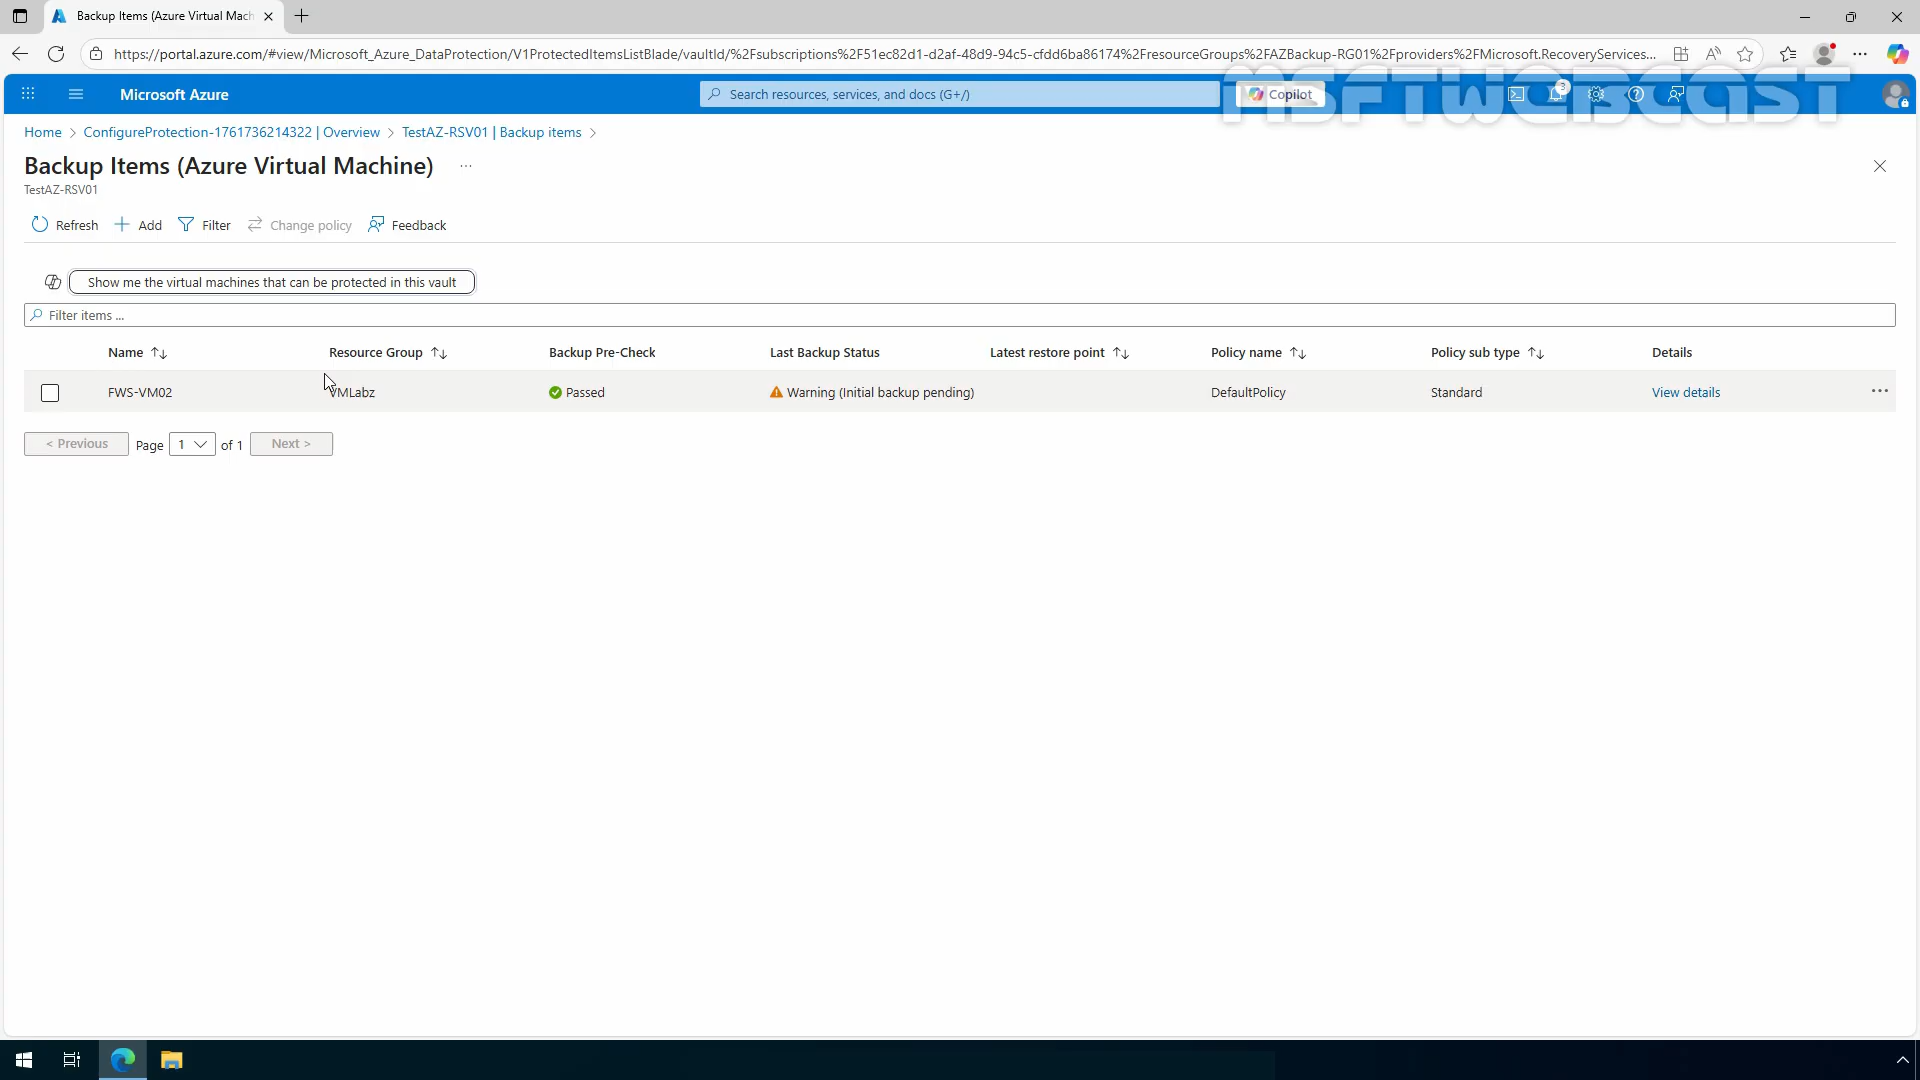 Backup Items (Azure Virtual Mach
https://portal.azure.com/#view/Microsoft_Azure_DataProtection/V1ProtectedItemsListBlade/vaultId/%2Fsubscriptions%2F51ec82d1-d2af-48d9-94c5-cfdd6ba86174%2FresourceGroups%2FAZBackup-RG01%2Fproviders%2FMicrosoft.RecoveryServices...
Microsoft Azure
Search resources, services, and docs (G+/)
Copilot
3
MSFTWEBCAST
Home > ConfigureProtection-1761736214322 | Overview > TestAZ-RSV01 | Backup items >
Backup Items (Azure Virtual Machine) ...
TestAZ-RSV01
Refresh Add Filter Change policy Feedback
Show me the virtual machines that can be protected in this vault
Filter items ...
Name Resource Group Backup Pre-Check Last Backup Status Latest restore point Policy name Policy sub type Details
FWS-VM02 VMLabz Passed Warning (Initial backup pending) DefaultPolicy Standard View details ...
< Previous Page 1 of 1 Next >